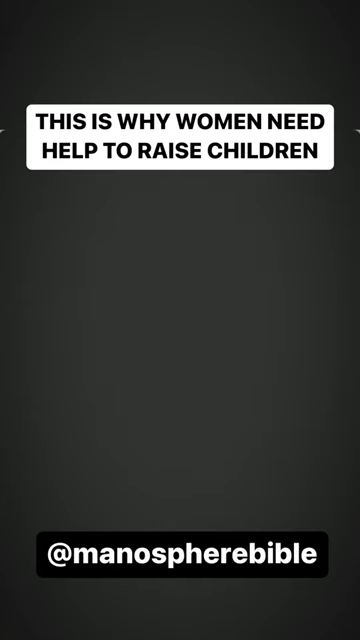 THIS IS WHY WOMEN NEED
HELP TO RAISE CHILDREN
@manospherebible